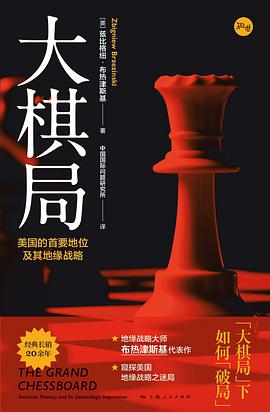 知世
[美] 兹比格纽·布热津斯基 著
Zbigniew Brzezinski
中国国际问题研究所 译
大棋局
美国的首要地位
及其地缘战略
经典长销
20余年
THE GRAND
CHESSBOARD
American Primacy and Its Geostrategic Imperatives
★ 地缘战略大师
布热津斯基代表作
★ 窥探美国
地缘战略之迷局
「大棋局」下
如何「破局」
上海人民出版社